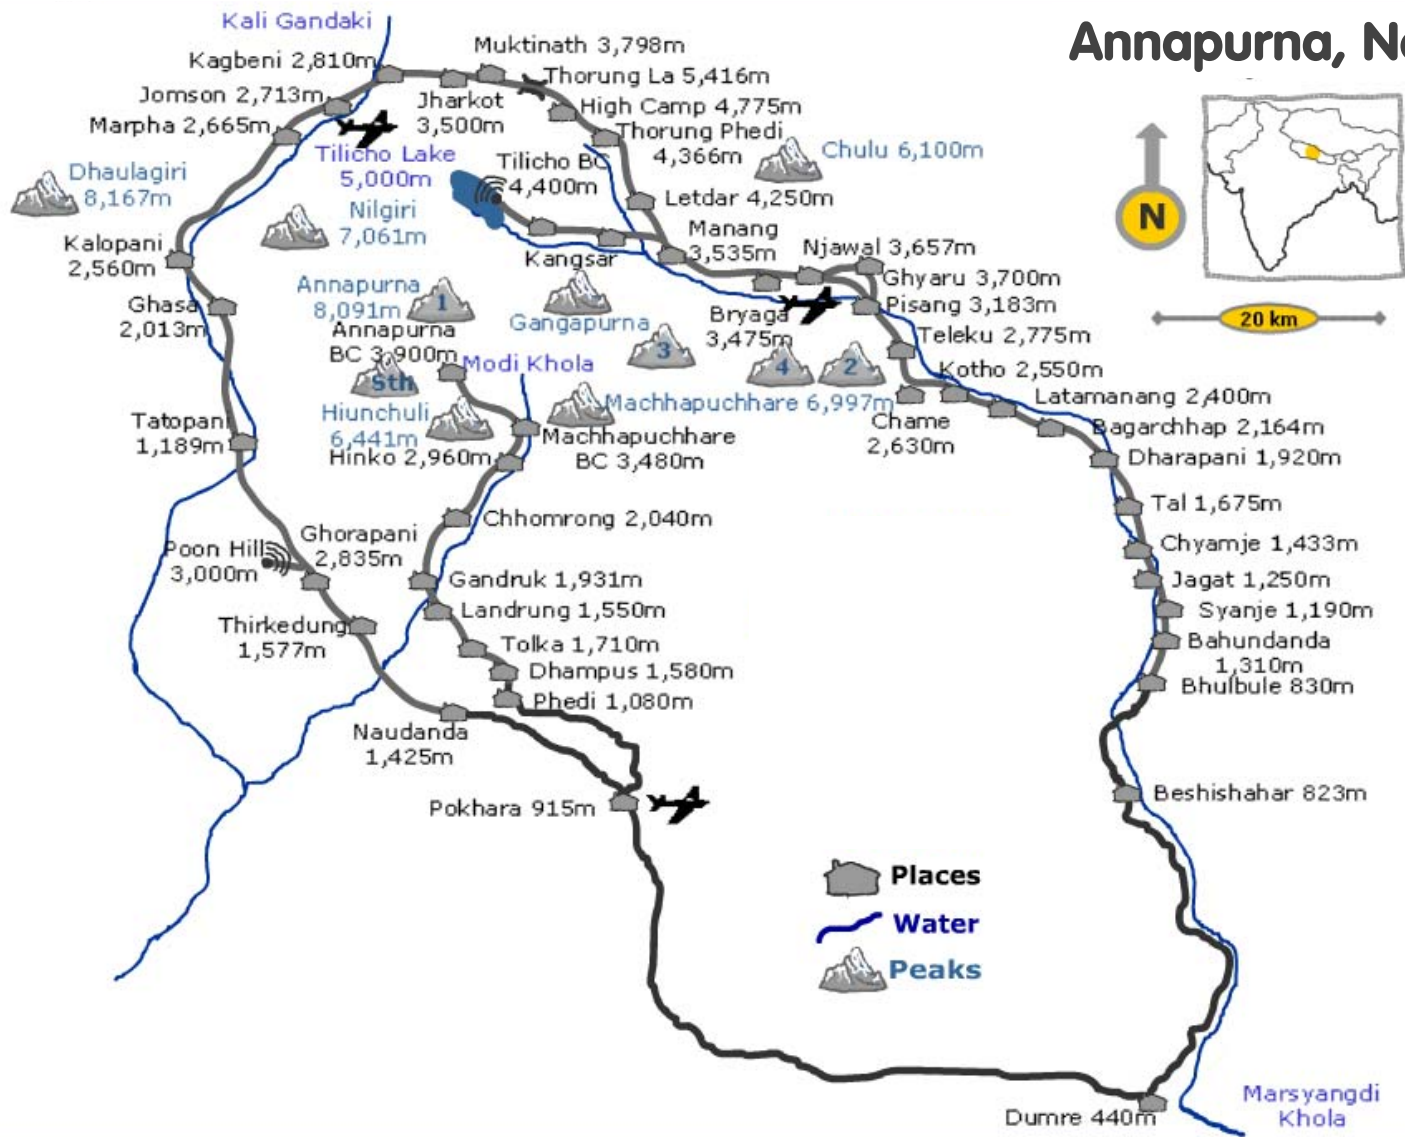 Kali Gandaki
Annapurna, Ne
Muktinath 3,798m
Kagbeni 2,810m
Thorung La 5,416m
Jomson 2,713m
Jharkot
3,500m
High Camp 4,775m
Marpha 2,665m
Thorung Phedi
4,366m
Tilicho Lake
5,000m
Tilicho BC
4,400m
Chulu 6,100m
Dhaulagiri
8,167m
Nilgiri
7,061m
Letdar 4,250m
N
Manang
3,535m
Kalopani
2,560m
Njawal 3,657m
Kangsar
Ghyaru 3,700m
Annapurna
8,091m
1
Ghasa
2,013m
Pisang 3,183m
Gangapurna
Bryaga
3,475m
20 km
Annapurna
BC 3,900m
Teleku 2,775m
3
4
2
Modi Khola
Kotho 2,550m
Sth
Latamanang 2,400m
Hiunchuli
6,441m
Machhapuchhare 6,997m
Chame
2,630m
Tatopani
1,189m
Bagarchhap 2,164m
Machhapuchhare
BC 3,480m
Hinko 2,960m
Dharapani 1,920m
Tal 1,675m
Chhomrong 2,040m
Ghorapani
2,835m
Chyamje 1,433m
Poon Hill
3,000m
Gandruk 1,931m
Jagat 1,250m
Landrung 1,550m
Syanje 1,190m
Thirkedung
1,577m
Tolka 1,710m
Bahundanda
1,310m
Dhampus 1,580m
Bhulbule 830m
Phedi 1,080m
Naudanda
1,425m
Beshishahar 823m
Pokhara 915m
Places
Water
Peaks
Dumre 440m
Marsyangdi
Khola